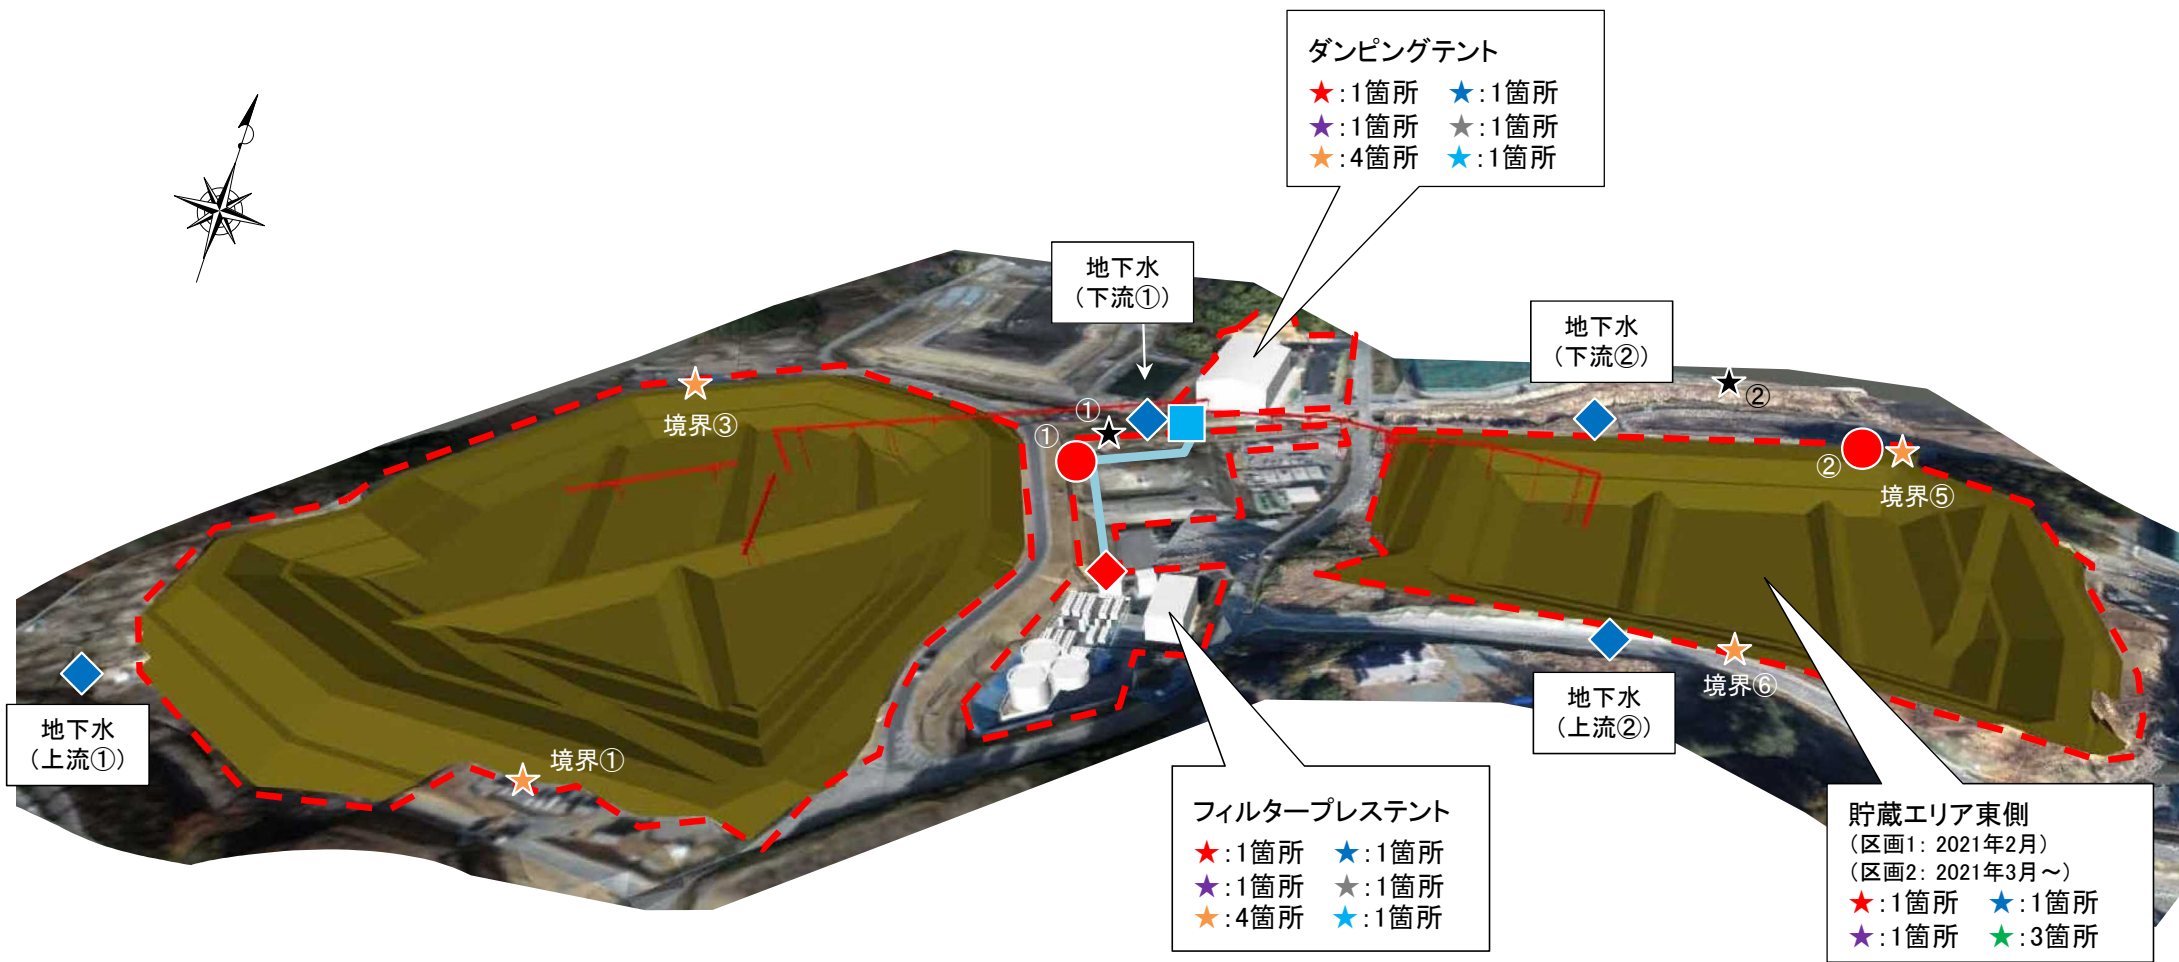 ダンピングテント
★:1箇所 ★:1箇所
★:1箇所 ★:1箇所
★:4箇所 ★:1箇所
地下水
(下流①)
地下水
(下流②)
②
①
①
境界③
②
境界⑤
境界⑥
地下水
(上流①)
地下水
(上流②)
境界①
フィルタープレステント
★:1箇所 ★:1箇所
★:1箇所 ★:1箇所
★:4箇所 ★:1箇所
貯蔵エリア東側
(区画1: 2021年2月)
(区画2: 2021年3月～)
★:1箇所 ★:1箇所
★:1箇所 ★:3箇所